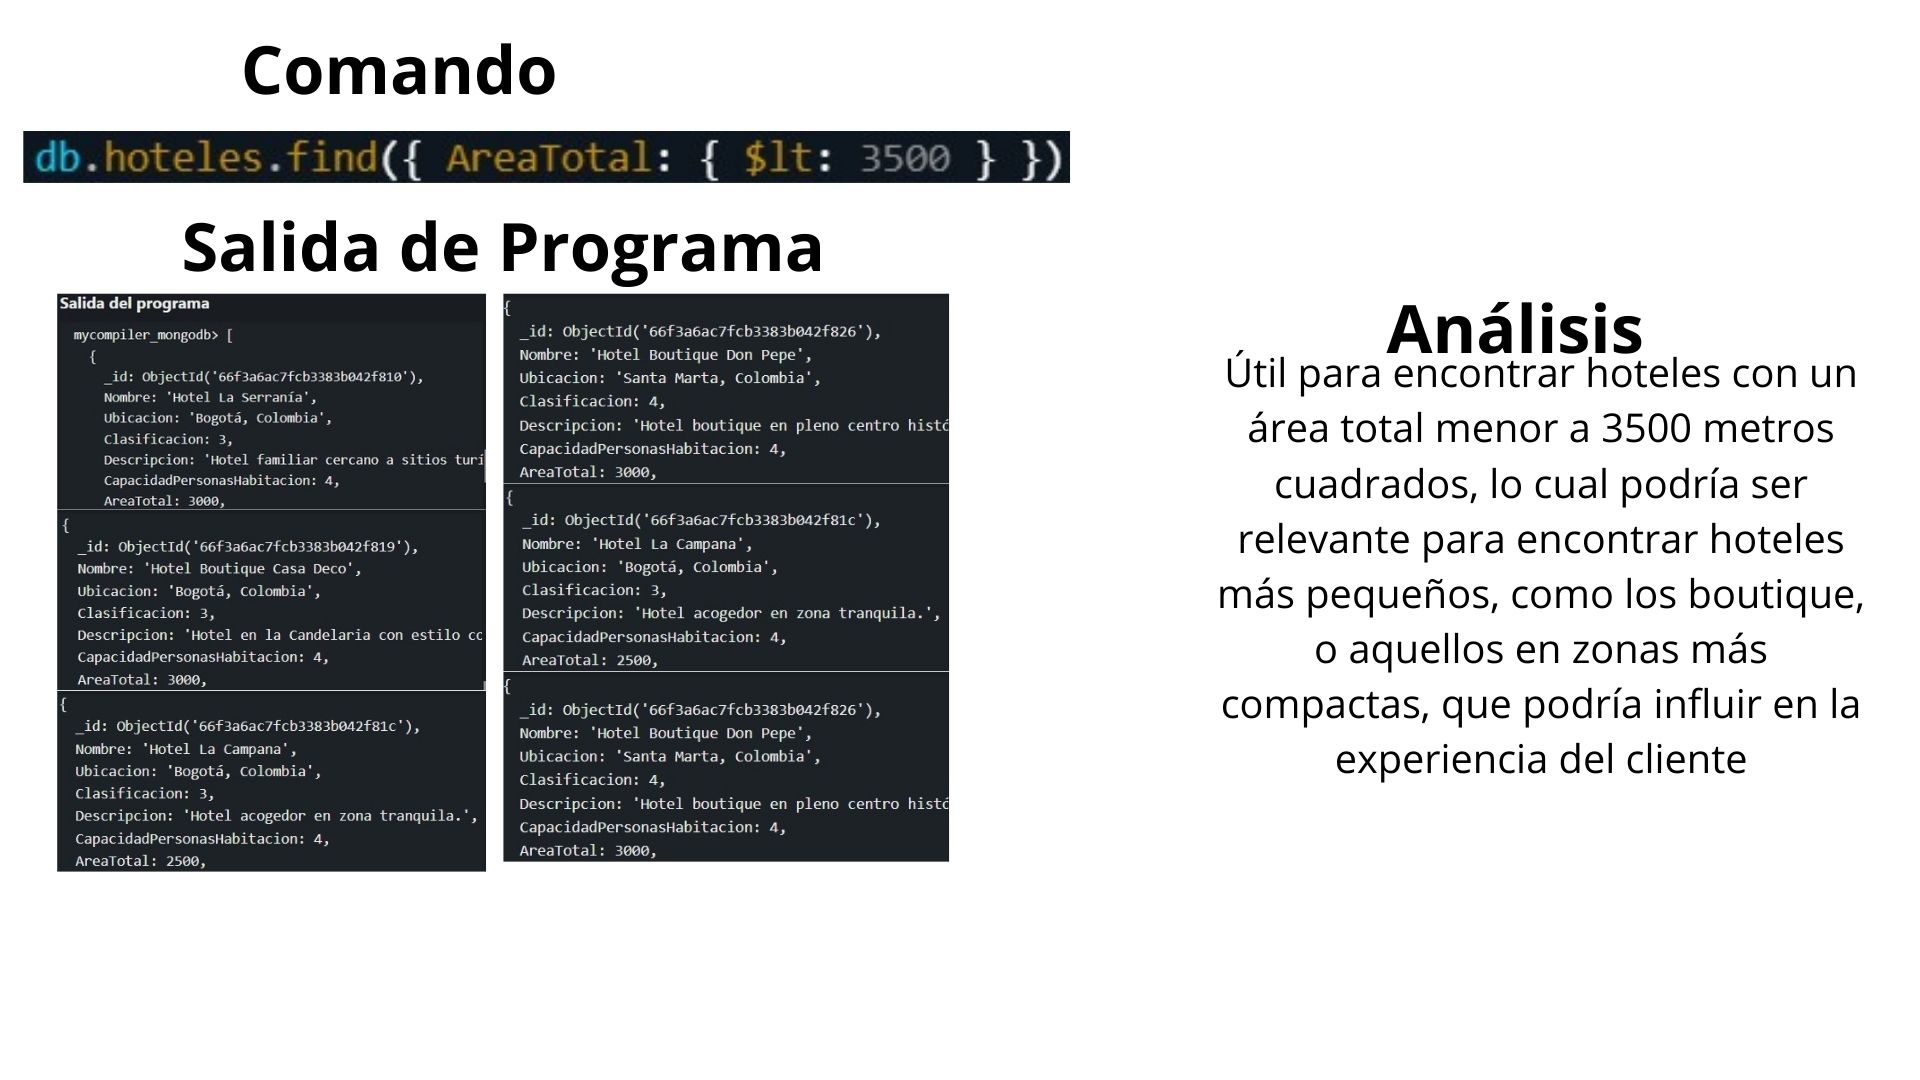 Comando
db.hoteles.find({ AreaTotal: { $lt: 3500 } })
Salida de Programa
Salida del programa
mycompiler_mongodb> [
{
_id: ObjectId('66f3a6ac7fcb3383b042f810'),
Nombre: 'Hotel La Serranía',
Ubicacion: 'Bogotá, Colombia',
Clasificacion: 3,
Descripcion: 'Hotel familiar cercano a sitios turí
CapacidadPersonasHabitacion: 4,
AreaTotal: 3000,
{
_id: ObjectId('66f3a6ac7fcb3383b042f819'),
Nombre: 'Hotel Boutique Casa Deco',
Ubicacion: 'Bogotá, Colombia',
Clasificacion: 3,
Descripcion: 'Hotel en la Candelaria con estilo co
CapacidadPersonasHabitacion: 4,
AreaTotal: 3000,
{
_id: ObjectId('66f3a6ac7fcb3383b042f81c'),
Nombre: 'Hotel La Campana',
Ubicacion: 'Bogotá, Colombia',
Clasificacion: 3,
Descripcion: 'Hotel acogedor en zona tranquila.',
CapacidadPersonasHabitacion: 4,
AreaTotal: 2500,
{
_id: ObjectId('66f3a6ac7fcb3383b042f826'),
Nombre: 'Hotel Boutique Don Pepe',
Ubicacion: 'Santa Marta, Colombia',
Clasificacion: 4,
Descripcion: 'Hotel boutique en pleno centro histó
CapacidadPersonasHabitacion: 4,
AreaTotal: 3000,
{
_id: ObjectId('66f3a6ac7fcb3383b042f81c'),
Nombre: 'Hotel La Campana',
Ubicacion: 'Bogotá, Colombia',
Clasificacion: 3,
Descripcion: 'Hotel acogedor en zona tranquila.',
CapacidadPersonasHabitacion: 4,
AreaTotal: 2500,
{
_id: ObjectId('66f3a6ac7fcb3383b042f826'),
Nombre: 'Hotel Boutique Don Pepe',
Ubicacion: 'Santa Marta, Colombia',
Clasificacion: 4,
Descripcion: 'Hotel boutique en pleno centro histó
CapacidadPersonasHabitacion: 4,
AreaTotal: 3000,
Análisis
Útil para encontrar hoteles con un
área total menor a 3500 metros
cuadrados, lo cual podría ser
relevante para encontrar hoteles
más pequeños, como los boutique,
o aquellos en zonas más
compactas, que podría influir en la
experiencia del cliente